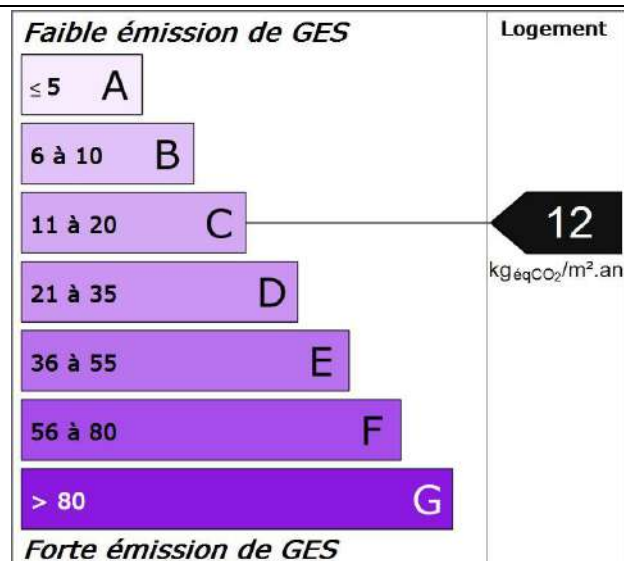 Faible émission de GES
Logement
≤ 5 A
6 à 10 B
11 à 20 C
12
kgéqCO₂/m².an
21 à 35 D
36 à 55 E
56 à 80 F
> 80 G
Forte émission de GES